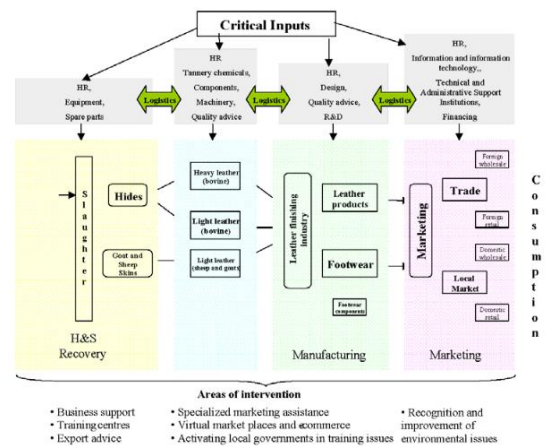 Critical Inputs
HR,
Equipment,
Spare parts
Logistics
HR
Tannery chemicals,
Components,
Machinery,
Quality advice
Logistics
HR,
Design,
Quality advice,
R&D
Logistics
HR,
Information and information
technology,,
Technical and
Administrative Support
Institutions,
Financing
Slaughter
Hides
Gout and
Sheep
Skins
H&S
Recovery
Heavy leather
(bovine)
Light leather
(bovine)
Light leather
(sheep and goats)
Leather finishing
industry
Leather
products
Footwear
Footwear
components
Manufacturing
Marketing
Foreign
wholesale
Trade
Foreign
retail
Domestic
wholesale
Local
Market
Domestic
retail
Marketing
Consumption
Areas of intervention
• Business support
• Training centres
• Export advice
• Specialized marketing assistance
• Virtual market places and ecommerce
• Activating local governments in training issues
• Recognition and
improvement of
environmental issues